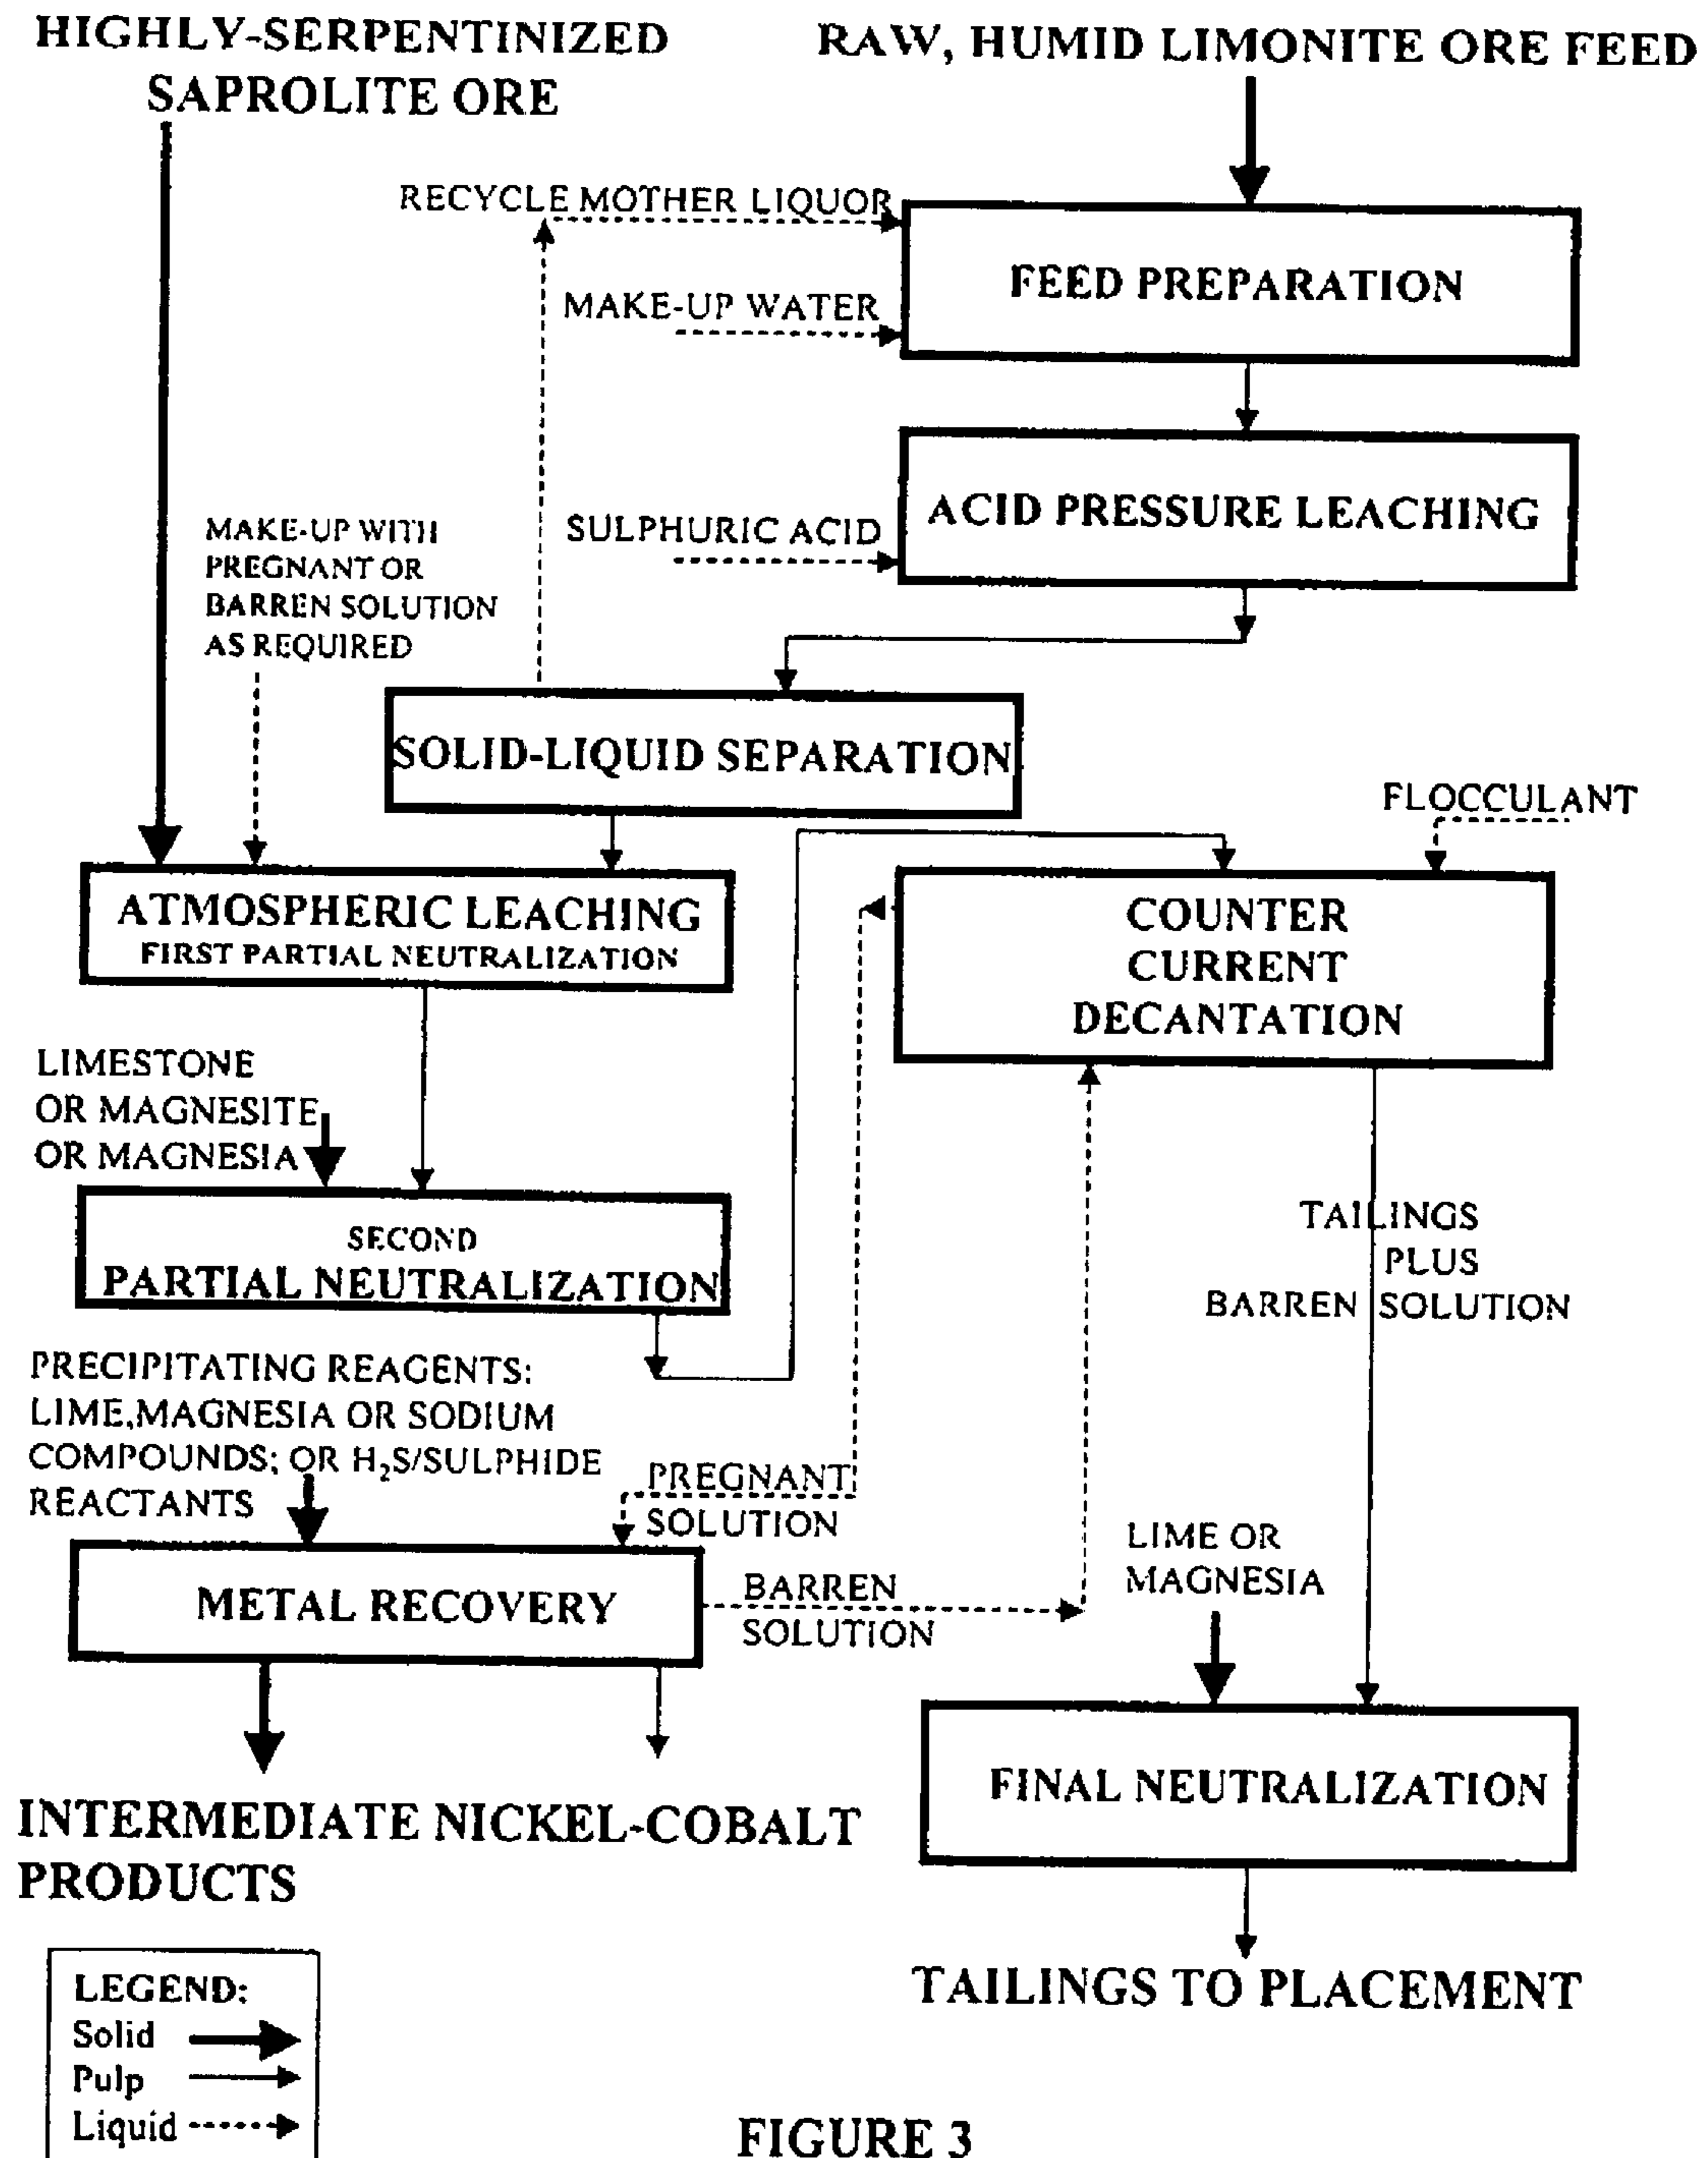 HIGHLY-SERPENTINIZED
SAPROLITE ORE
RAW, HUMID LIMONITE ORE FEED
RECYCLE MOTHER LIQUOR
MAKE-UP WATER
FEED PREPARATION
SULPHURIC ACID
ACID PRESSURE LEACHING
MAKE-UP WITH
PREGNANT OR
BARREN SOLUTION
AS REQUIRED
SOLID-LIQUID SEPARATION
FLOCCULANT
ATMOSPHERIC LEACHING
FIRST PARTIAL NEUTRALIZATION
COUNTER
CURRENT
DECANTATION
LIMESTONE
OR MAGNESITE
OR MAGNESIA
SECOND
PARTIAL NEUTRALIZATION
TAILINGS
PLUS
BARREN SOLUTION
PRECIPITATING REAGENTS:
LIME,MAGNESIA OR SODIUM
COMPOUNDS; OR H₂S/SULPHIDE
REACTANTS
PREGNANT
SOLUTION
METAL RECOVERY
BARREN
SOLUTION
LIME OR
MAGNESIA
FINAL NEUTRALIZATION
INTERMEDIATE NICKEL-COBALT
PRODUCTS
TAILINGS TO PLACEMENT
LEGEND:
Solid
Pulp
Liquid
FIGURE 3